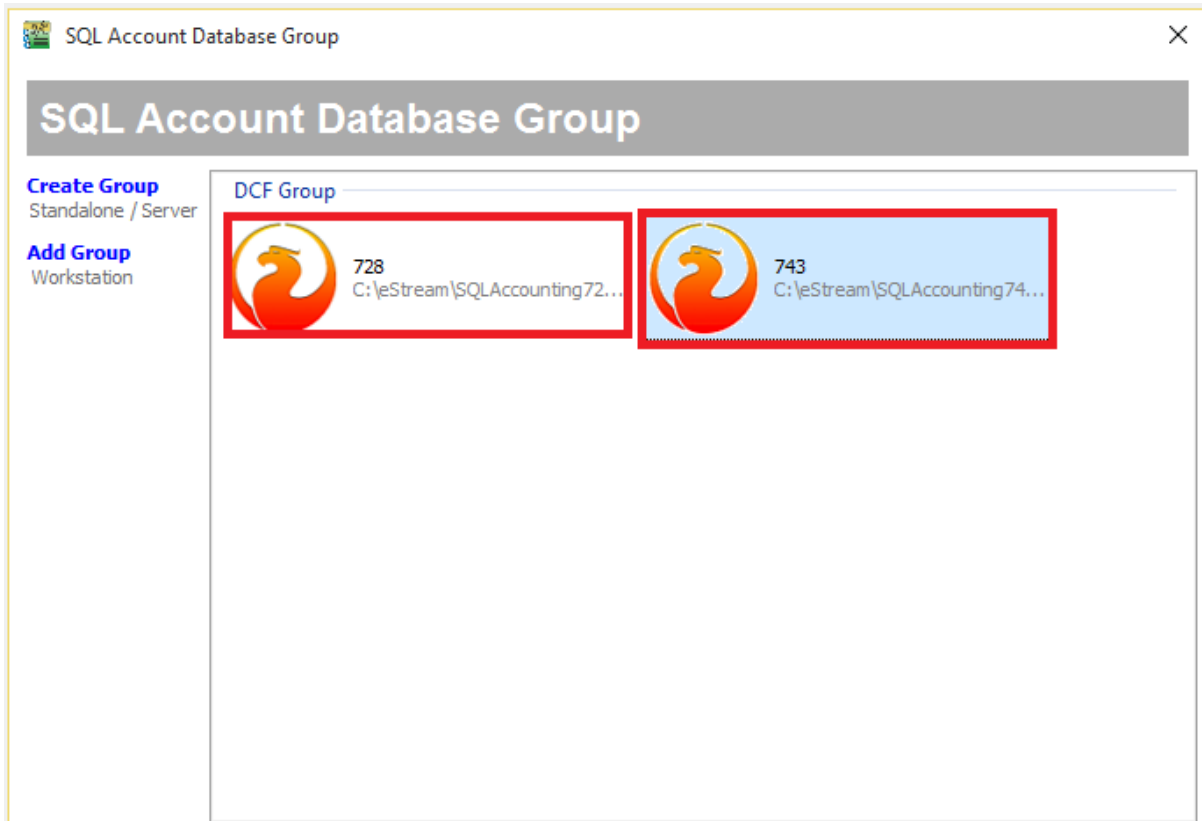 SQL Account Database Group
SQL Account Database Group
Create Group
Standalone / Server
Add Group
Workstation
DCF Group
728
C:\eStream\SQLAccounting72...
743
C:\eStream\SQLAccounting74...